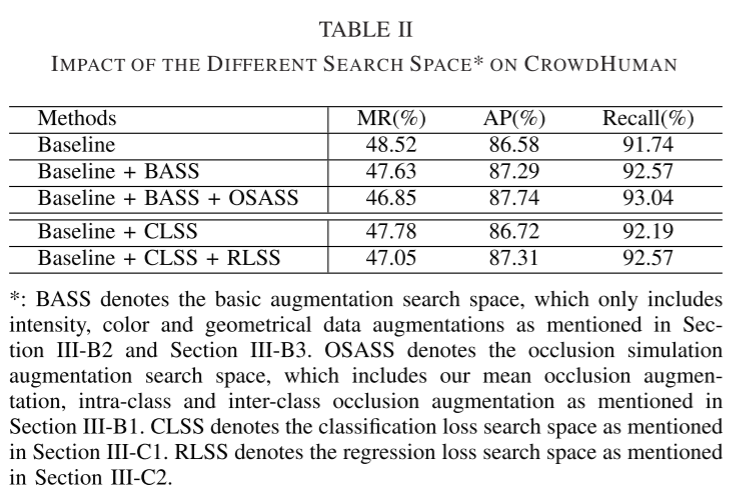 TABLE II
IMPACT OF THE DIFFERENT SEARCH SPACE* ON CROWDHUMAN
Methods MR(%) AP(%) Recall(%)
Baseline 48.52 86.58 91.74
Baseline + BASS 47.63 87.29 92.57
Baseline + BASS + OSASS 46.85 87.74 93.04
Baseline + CLSS 47.78 86.72 92.19
Baseline + CLSS + RLSS 47.05 87.31 92.57
*: BASS denotes the basic augmentation search space, which only includes
intensity, color and geometrical data augmentations as mentioned in Sec-
tion III-B2 and Section III-B3. OSASS denotes the occlusion simulation
augmentation search space, which includes our mean occlusion augmen-
tation, intra-class and inter-class occlusion augmentation as mentioned in
Section III-B1. CLSS denotes the classification loss search space as mentioned
in Section III-C1. RLSS denotes the regression loss search space as mentioned
in Section III-C2.